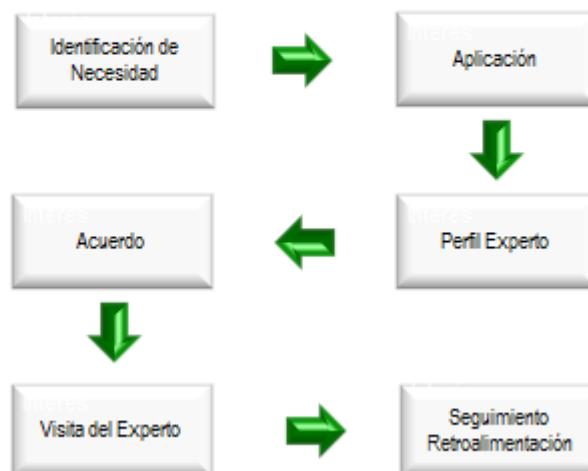 Identificación de
Necesidad
Aplicación
Perfil Experto
Acuerdo
Visita del Experto
Seguimiento
Retroalimentación